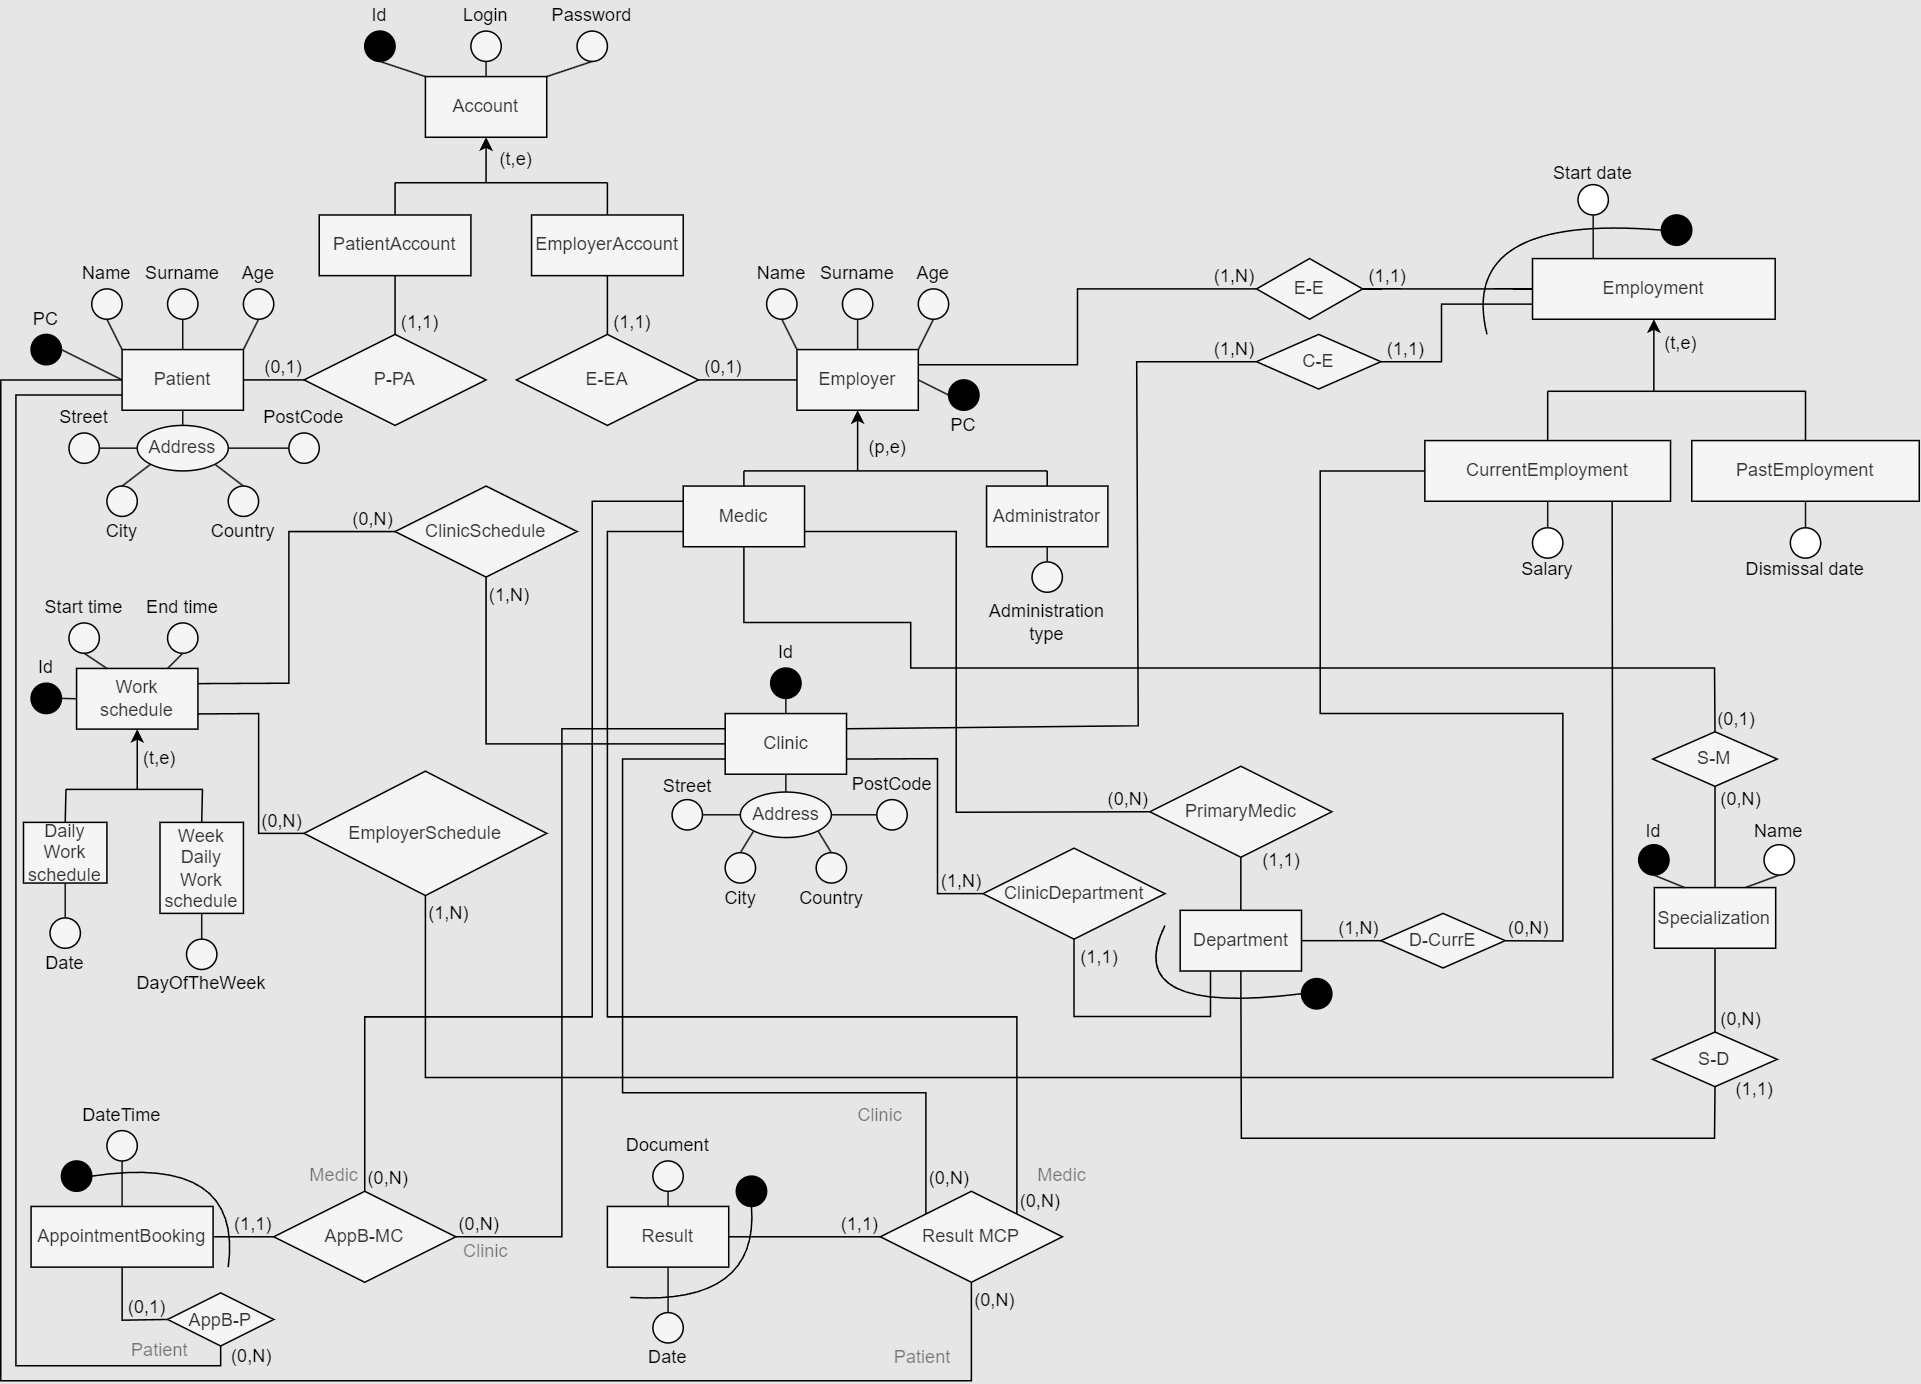 Id
Login
Password
Account
(t,e)
Start date
PatientAccount
EmployerAccount
Name
Surname
Age
Name
Surname
Age
(1,N)
E-E
(1,1)
Employment
PC
(1,1)
(1,1)
(1,N)
C-E
(1,1)
(t,e)
Patient
(0,1)
P-PA
E-EA
(0,1)
Employer
Street
PostCode
PC
Address
(p,e)
CurrentEmployment
PastEmployment
City
Country
(0,N)
ClinicSchedule
Medic
Administrator
Salary
Dismissal date
(1,N)
Start time
End time
Administration
type
Id
Work
schedule
Id
(0,1)
Clinic
(t,e)
S-M
Street
PostCode
(0,N)
(0,N)
PrimaryMedic
Address
(0,N)
EmployerSchedule
Daily
Work
schedule
Week
Daily
Work
schedule
Id
Name
(1,1)
(1,N)
ClinicDepartment
City
Country
(1,N)
Specialization
Department
(1,N)
D-CurrE
(0,N)
Date
(1,1)
DayOfTheWeek
(0,N)
S-D
(1,1)
DateTime
Clinic
Document
Medic
(0,N)
(0,N)
Medic
(0,N)
AppointmentBooking
(1,1)
AppB-MC
(0,N)
Clinic
Result
(1,1)
Result MCP
(0,1)
AppB-P
(0,N)
Patient
(0,N)
Date
Patient